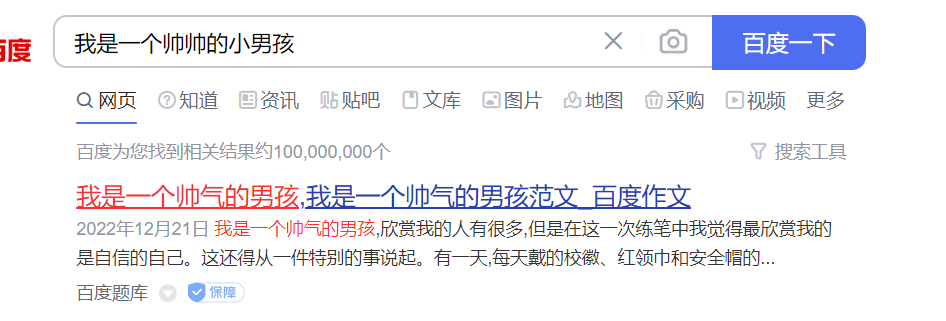 百度
我是一个帅帅的小男孩
百度一下
网页 知道 资讯 贴 贴吧 文库 图片 地图 采购 视频 更多
百度为您找到相关结果约100,000,000个 搜索工具
我是一个帅气的男孩,我是一个帅气的男孩范文_百度作文
2022年12月21日 我是一个帅气的男孩,欣赏我的人有很多,但是在这一次练笔中我觉得最欣赏我的
是自信的自己。这还得从一件特别的事说起。有一天,每天戴的校徽、红领巾和安全帽的...
百度题库 保障